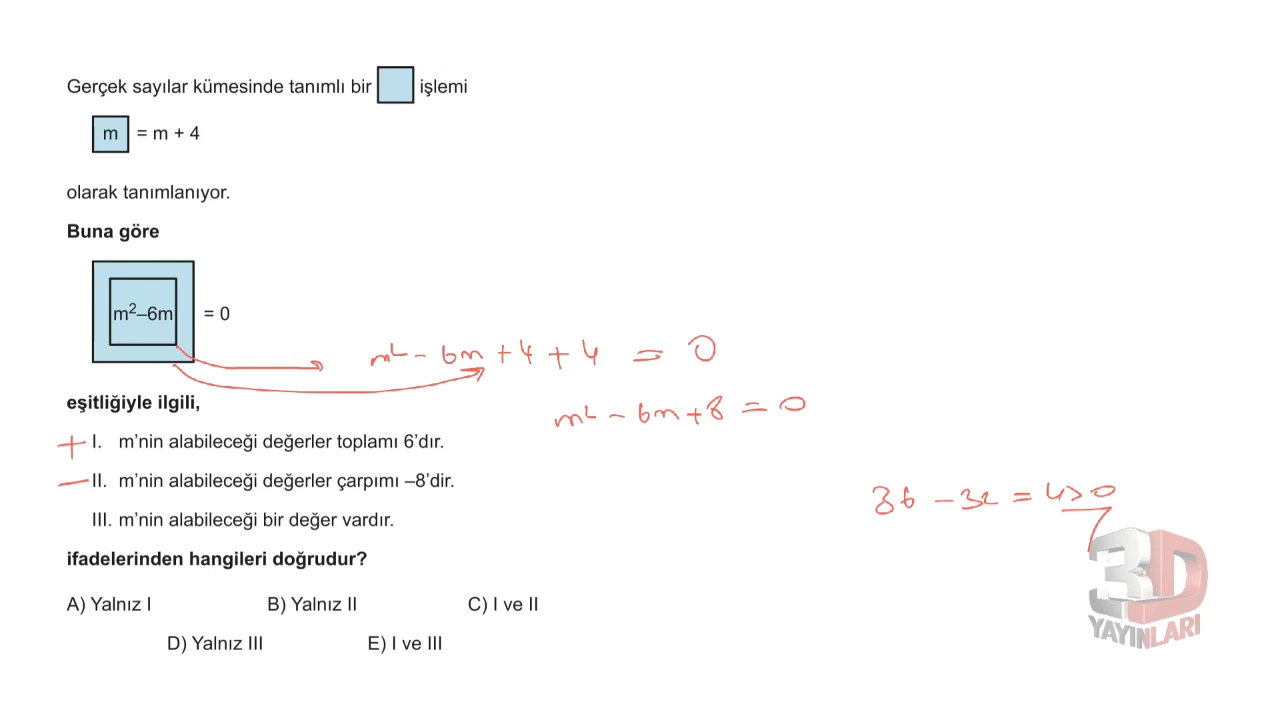 Gerçek sayılar kümesinde tanımlı bir işlemi
m = m + 4
olarak tanımlanıyor.
Buna göre
m²–6m = 0
m² - 6m + 4 + 4 = 0
m² - 6m + 8 = 0
eşitliğiyle ilgili,
+ I. m’nin alabileceği değerler toplamı 6’dır.
– II. m’nin alabileceği değerler çarpımı –8’dir.
36 - 32 = 4 > 0
III. m’nin alabileceği bir değer vardır.
ifadelerinden hangileri doğrudur?
A) Yalnız I B) Yalnız II C) I ve II
D) Yalnız III E) I ve III
3D
YAYINLARI